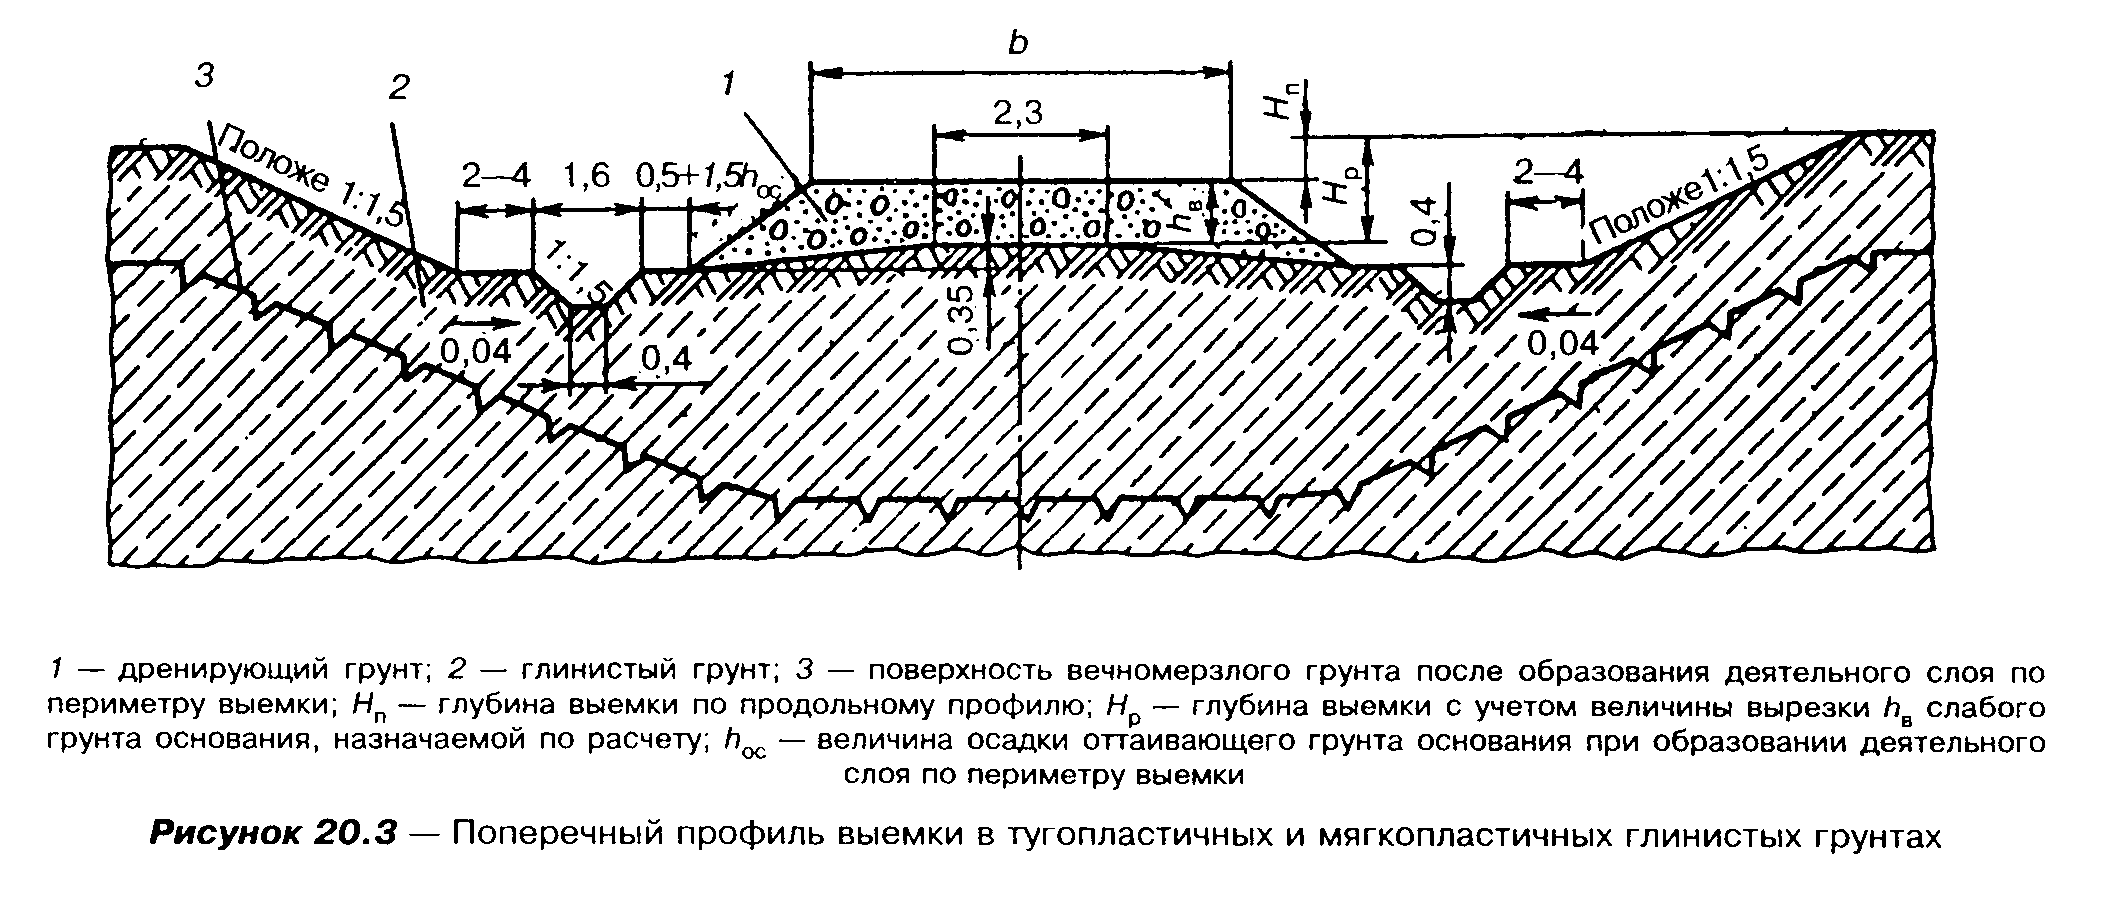 b
3
2
1
2,3
Hп
Положе 1:1,5
2—4
1,6
0,5+1,5hос
hв
Hр
0,4
2—4
Положе 1:1,5
1:1,5
0,35
0,04
0,4
0,04
1 — дренирующий грунт; 2 — глинистый грунт; 3 — поверхность вечномерзлого грунта после образования деятельного слоя по
периметру выемки; Hп — глубина выемки по продольному профилю; Hр — глубина выемки с учетом величины вырезки hв слабого
грунта основания, назначаемой по расчету; hос — величина осадки оттаивающего грунта основания при образовании деятельного
слоя по периметру выемки
Рисунок 20.3 — Поперечный профиль выемки в тугопластичных и мягкопластичных глинистых грунтах